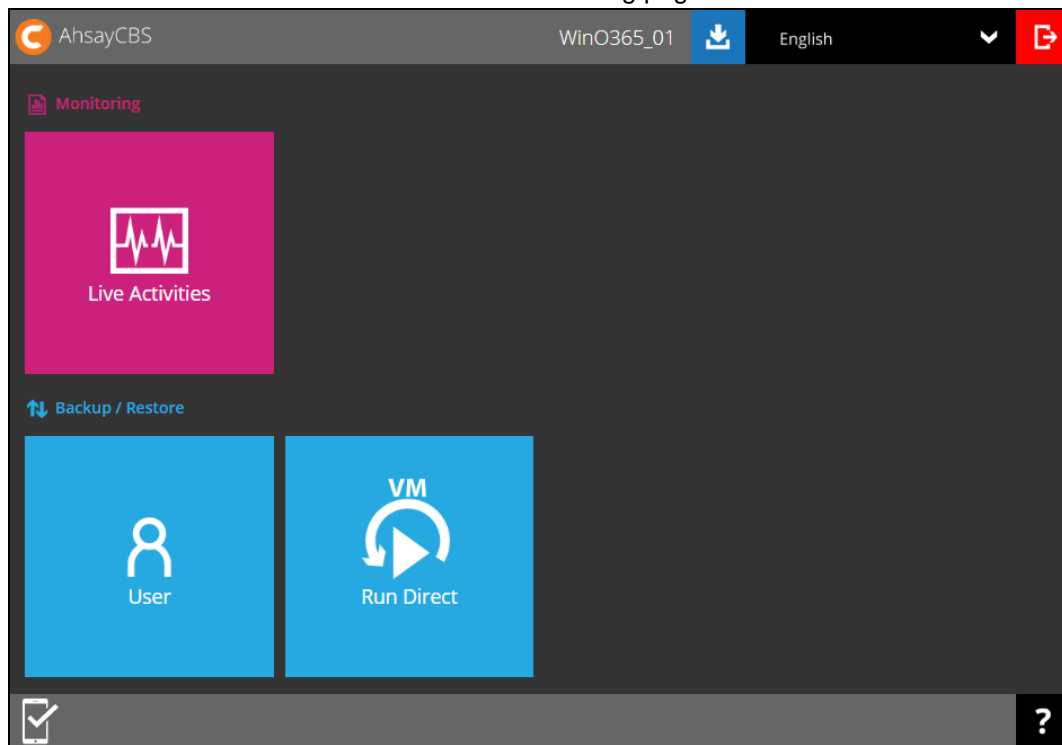 AhsayCBS WinO365_01 English
Monitoring
Live Activities
Backup / Restore
VM
User Run Direct
?